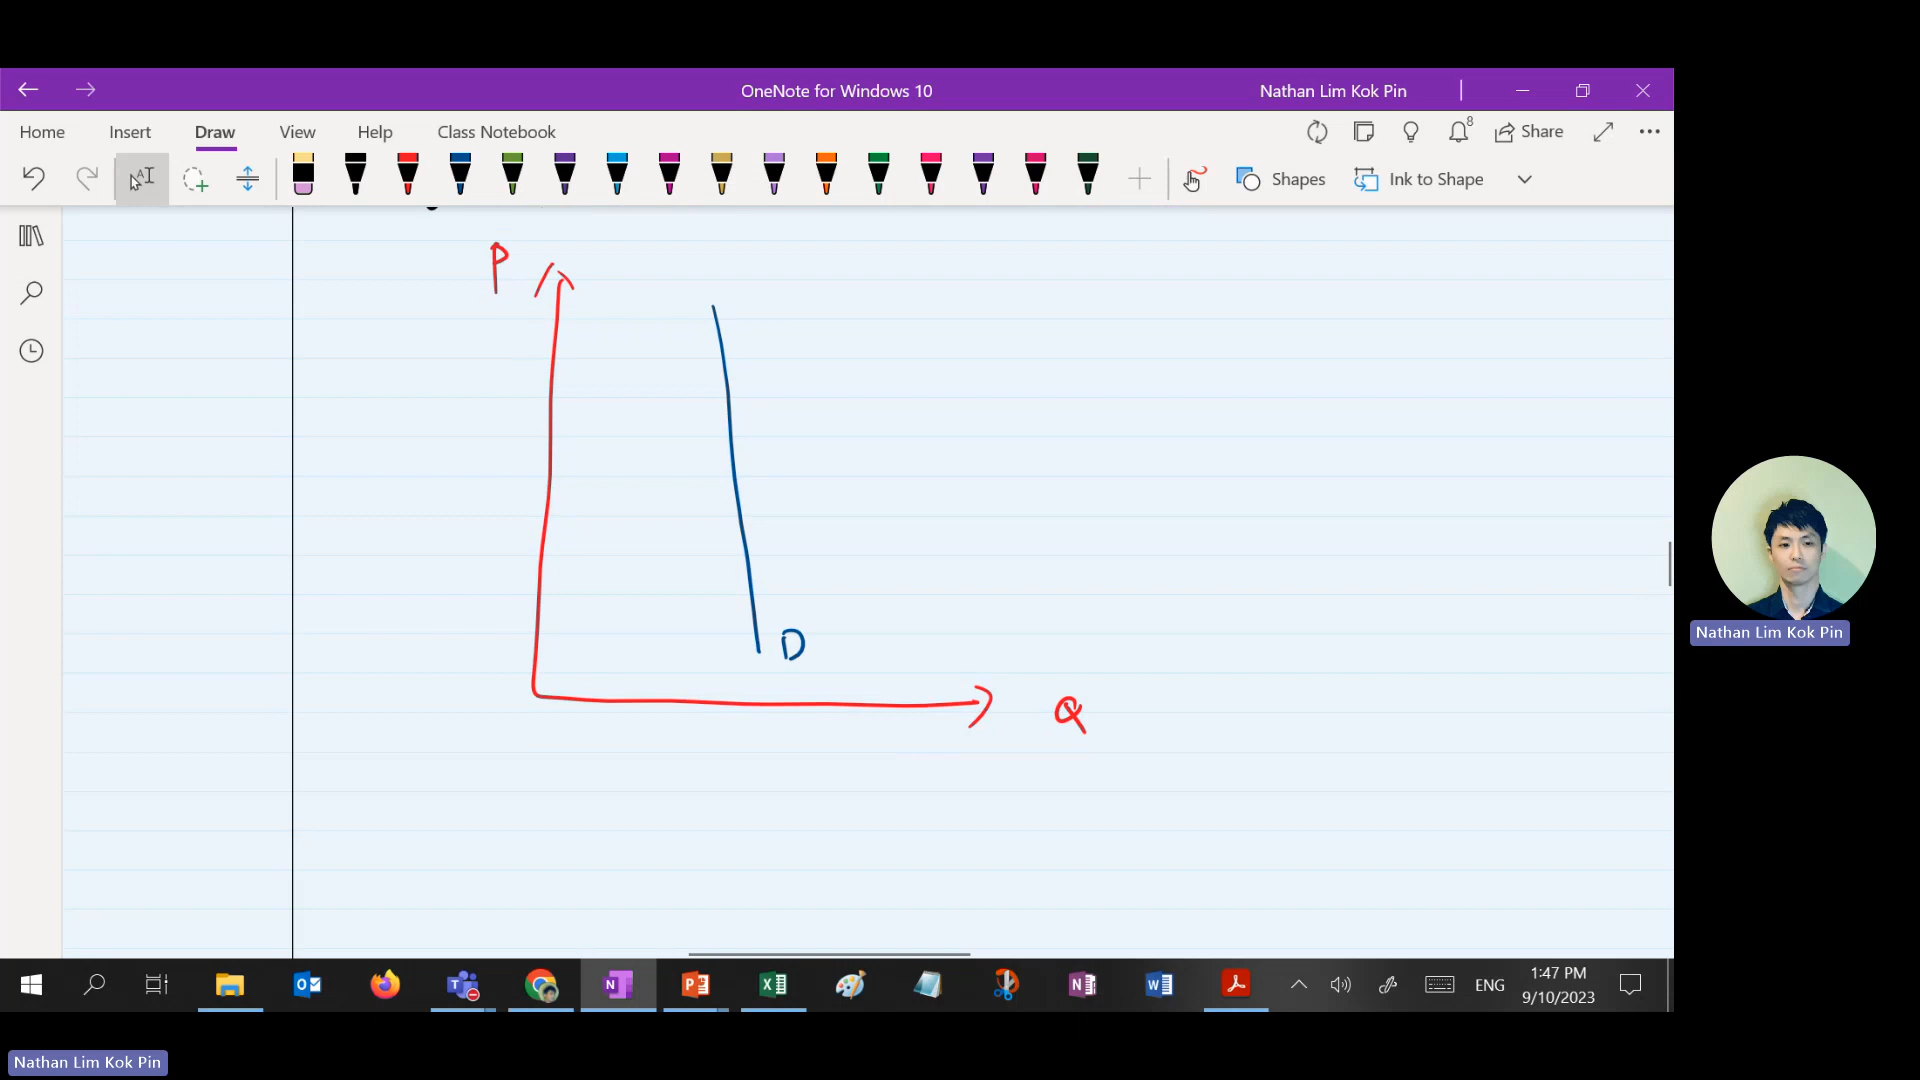 OneNote for Windows 10
Nathan Lim Kok Pin
Home Insert Draw View Help Class Notebook
8
Share
Shapes
Ink to Shape
P
D
Q
Nathan Lim Kok Pin
ENG
1:47 PM
9/10/2023
Nathan Lim Kok Pin